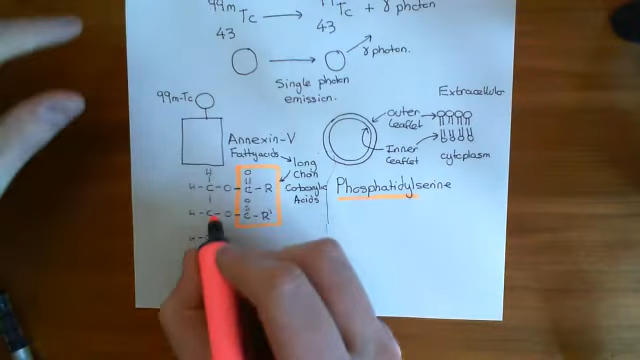 99m
Tc → Tc + γ photon
43 43
γ photon.
Single photon
emission.
99m-Tc
Annexin-V
Fatty acids
long
chain
Carboxylic
Acids
Outer
Leaflet
Inner
Leaflet
Extracellular
cytoplasm
Phosphatidylserine
H
O
H-C-O-C-R
O
H-C-O-C-R'
H